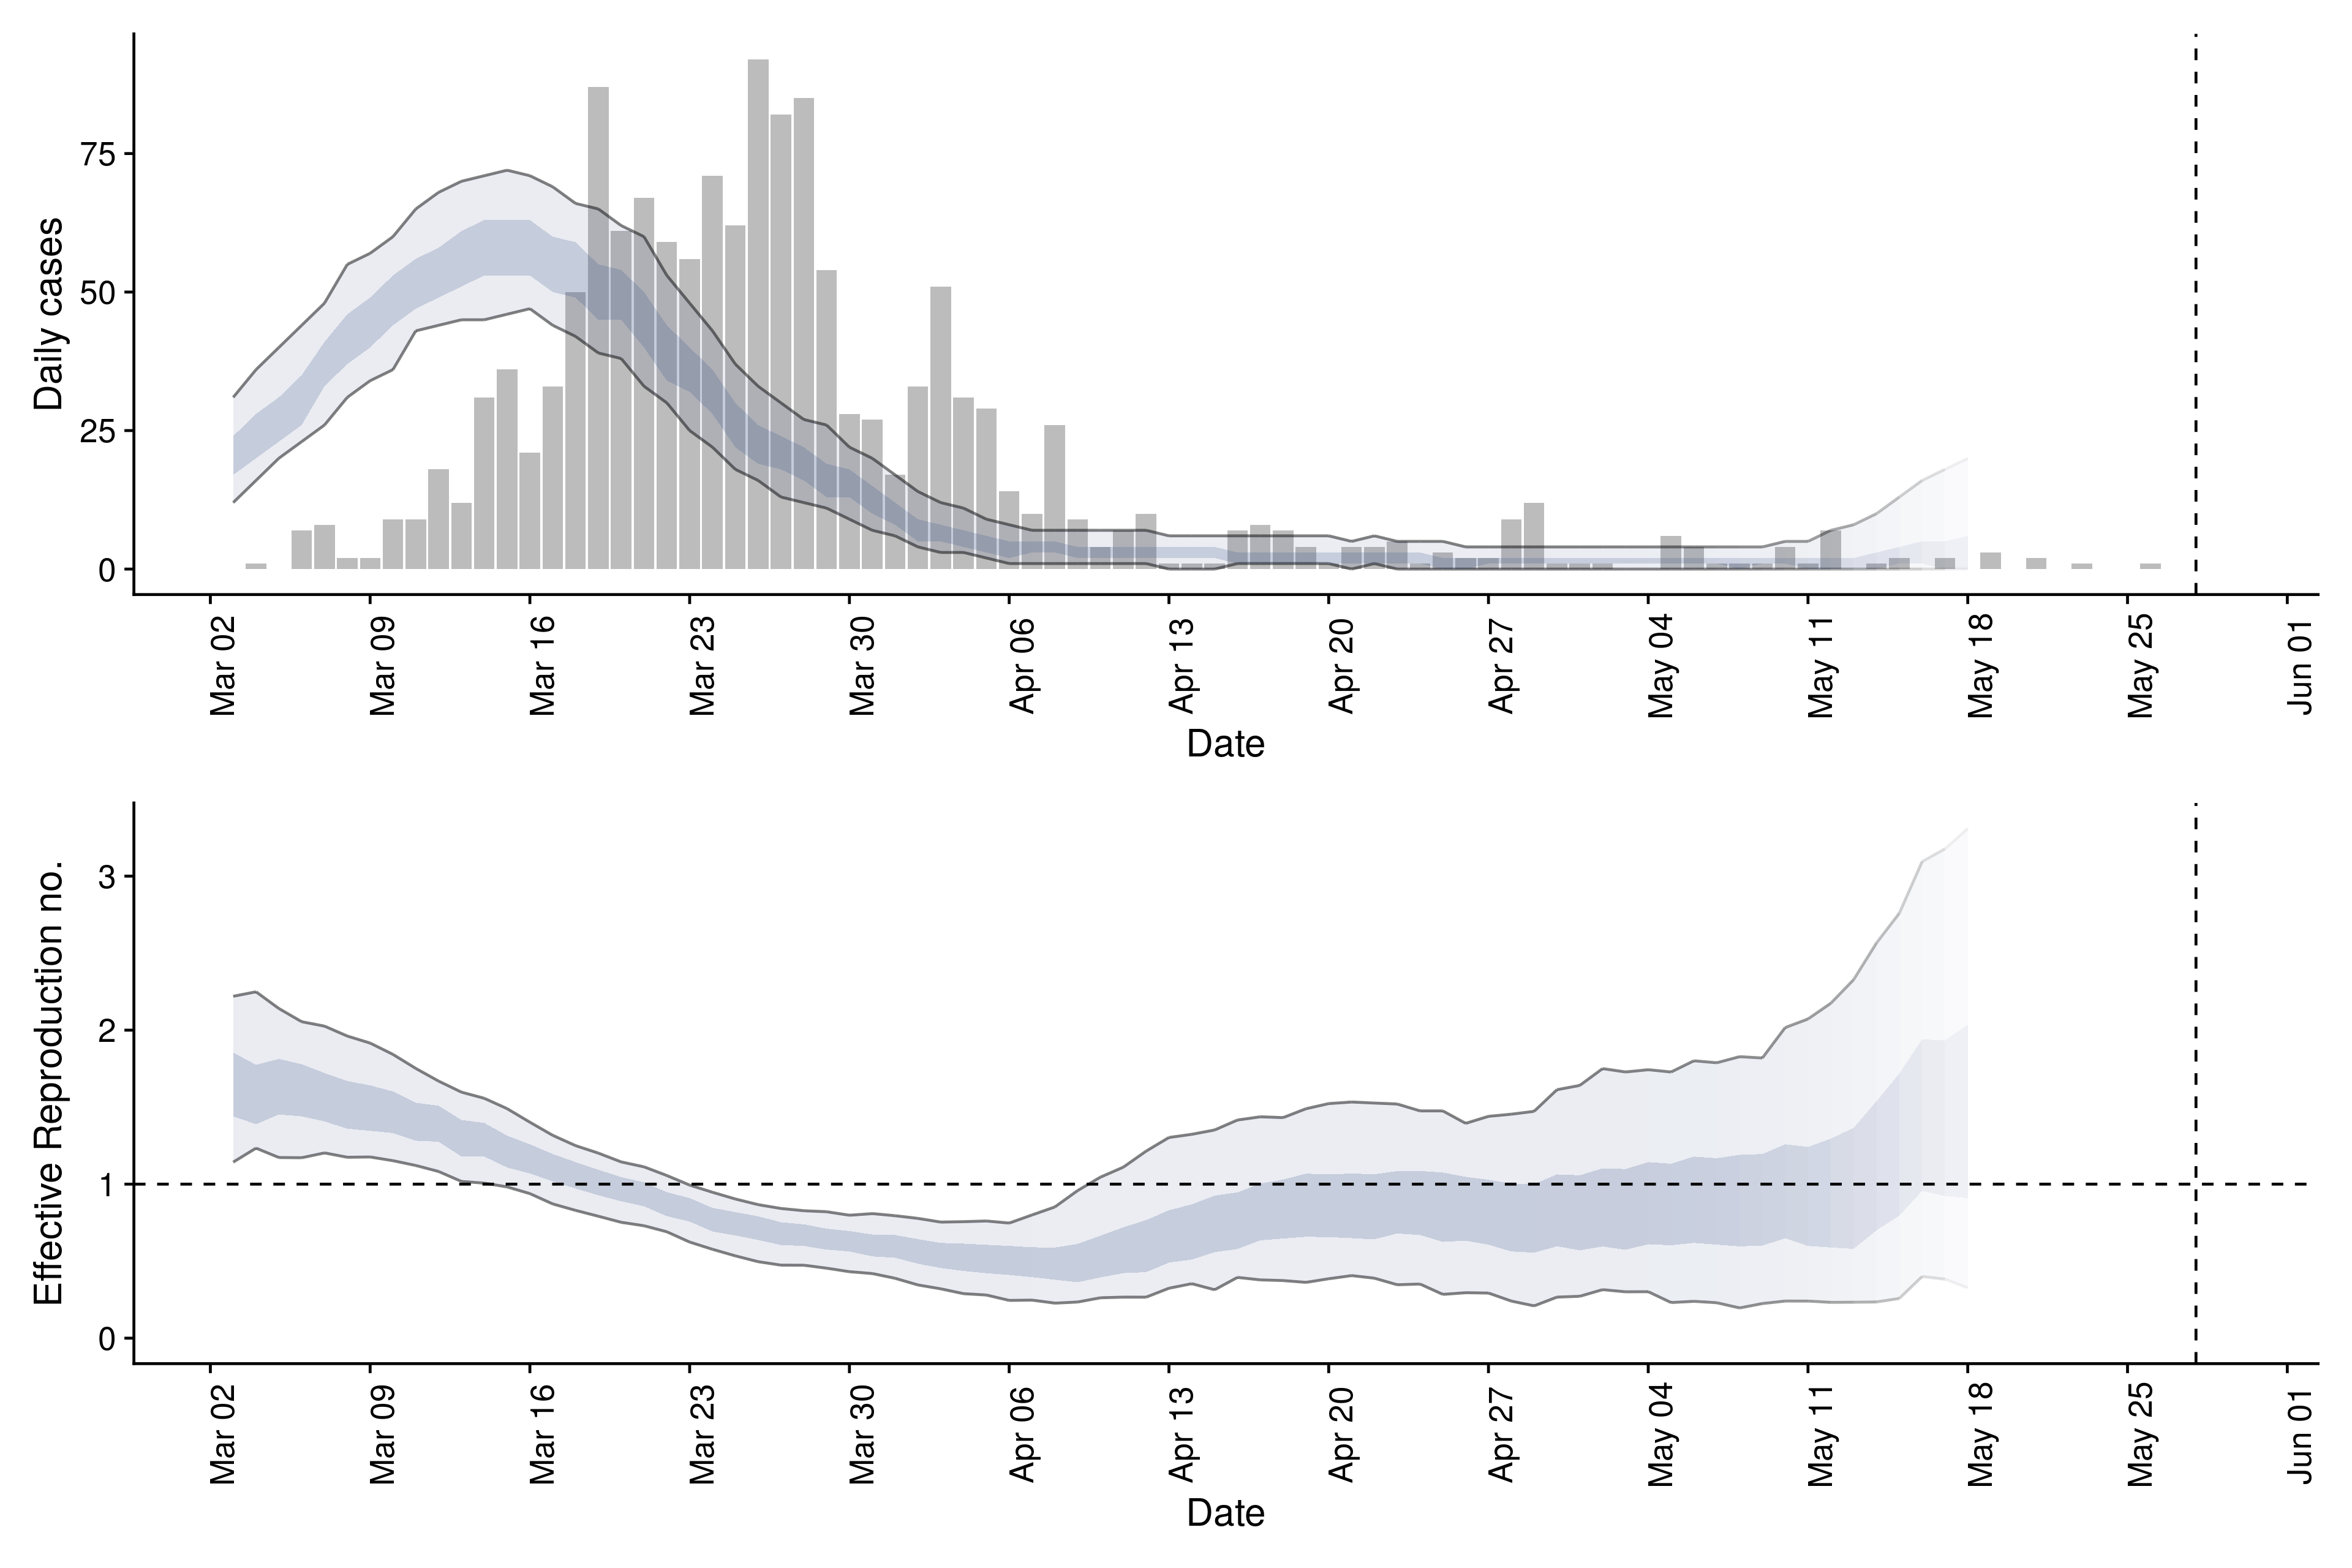 Daily cases
75
50
25
0
Mar 02
Mar 09
Mar 16
Mar 23
Mar 30
Apr 06
Apr 13
Apr 20
Apr 27
May 04
May 11
May 18
May 25
Jun 01
Date
Effective Reproduction no.
3
2
1
0
Mar 02
Mar 09
Mar 16
Mar 23
Mar 30
Apr 06
Apr 13
Apr 20
Apr 27
May 04
May 11
May 18
May 25
Jun 01
Date